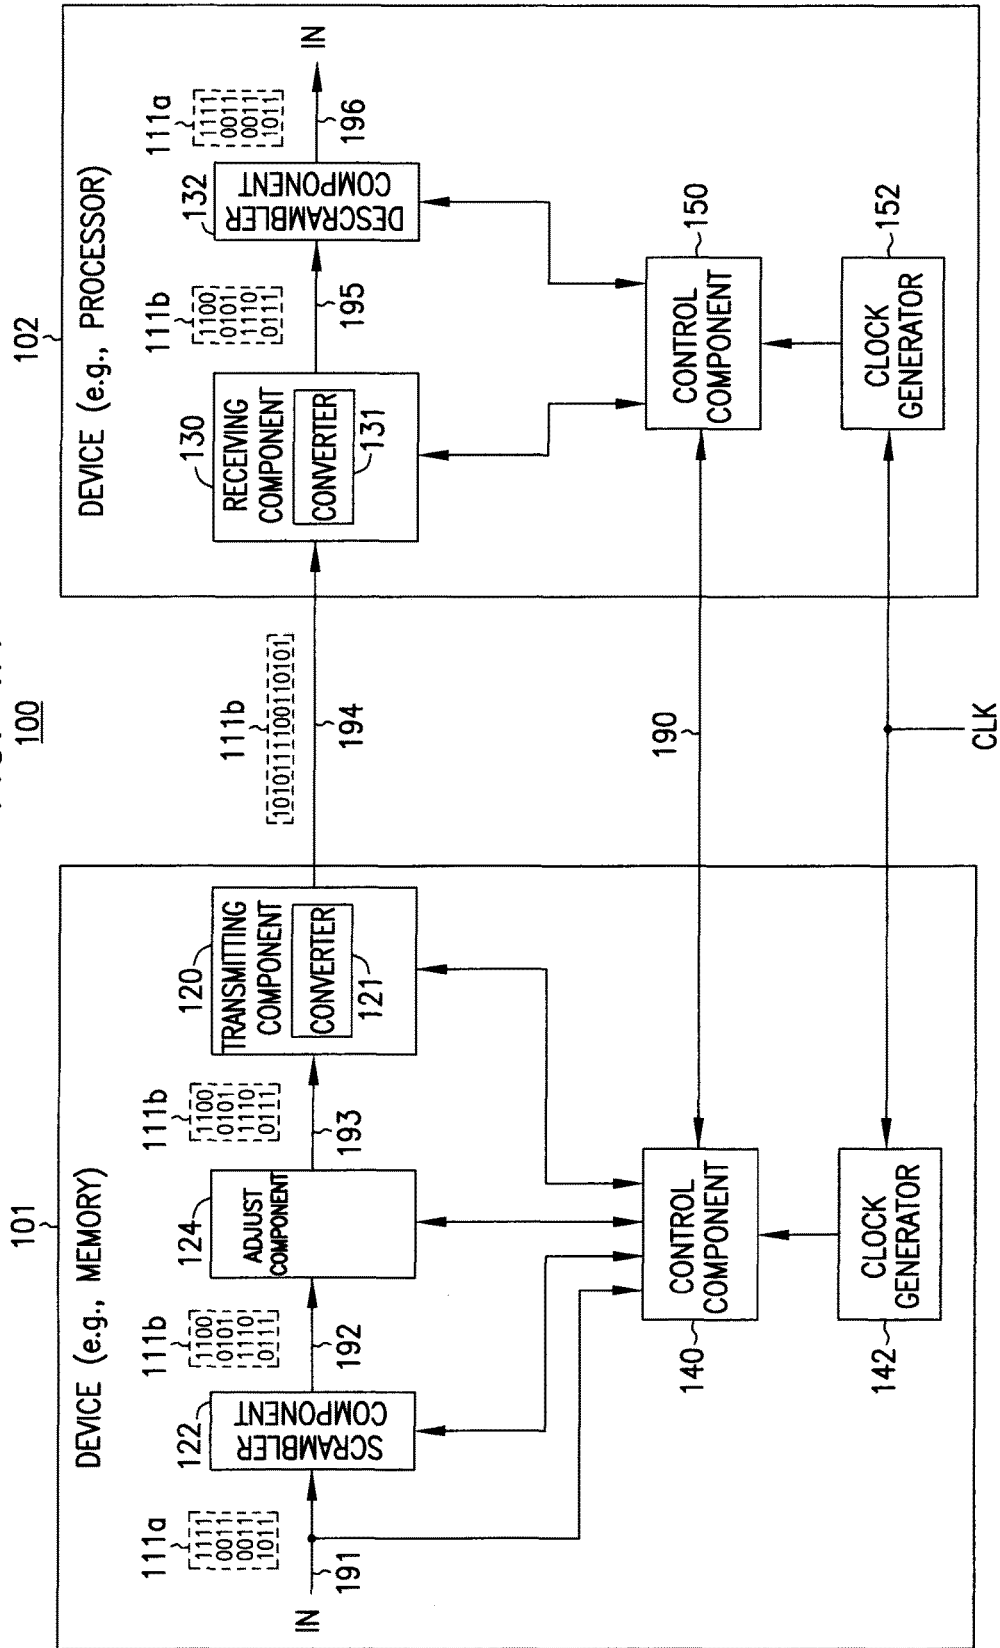 100
101
DEVICE (e.g., MEMORY)
111a
1111
0011
0011
1011
IN
191
122
SCRAMBLER
COMPONENT
111b
1100
0101
1110
0111
192
124
ADJUST
COMPONENT
111b
1100
0101
1110
0111
193
120
TRANSMITTING
COMPONENT
CONVERTER
121
140
CONTROL
COMPONENT
142
CLOCK
GENERATOR
111b
1010111100110101
194
190
CLK
102
DEVICE (e.g., PROCESSOR)
130
RECEIVING
COMPONENT
CONVERTER
131
111b
1100
0101
1110
0111
195
132
DESCRAMBLER
COMPONENT
111a
1111
0011
0011
1011
196
IN
CONTROL
COMPONENT
150
CLOCK
GENERATOR
152